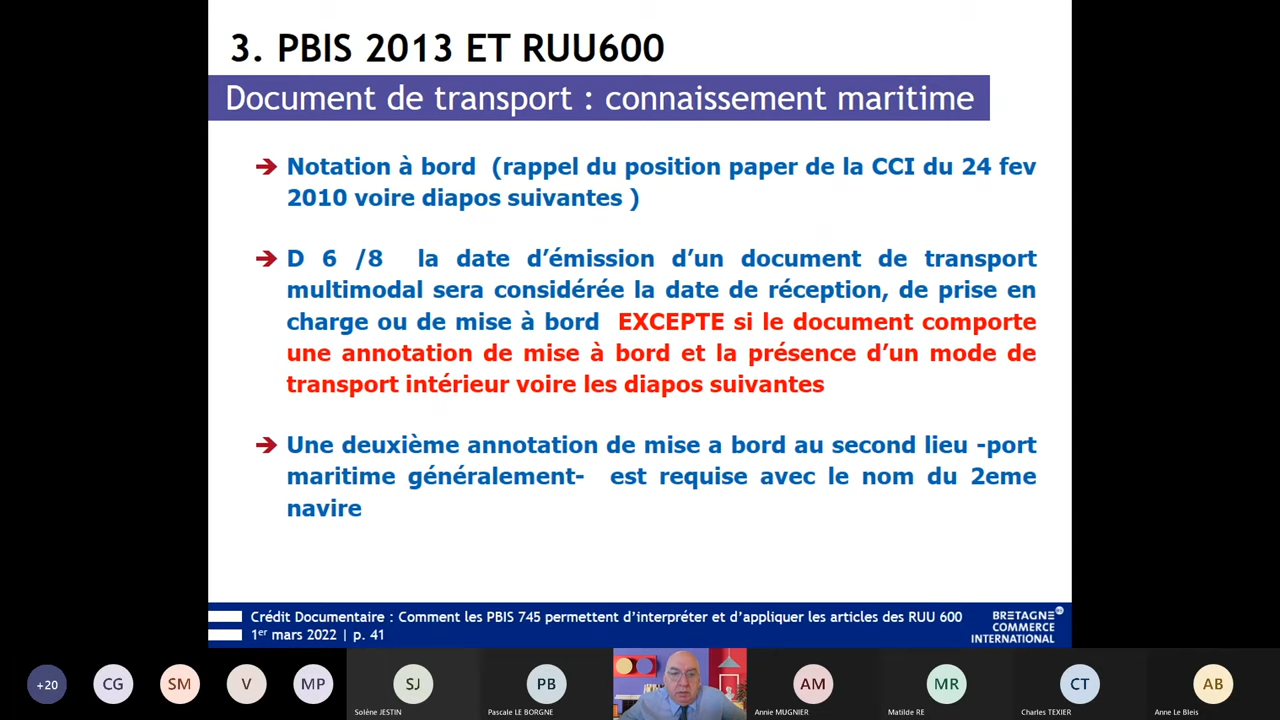 3. PBIS 2013 ET RUU600
Document de transport : connaissement maritime
➔ Notation à bord (rappel du position paper de la CCI du 24 fev
2010 voire diapos suivantes )
➔ D 6 /8 la date d’émission d’un document de transport
multimodal sera considérée la date de réception, de prise en
charge ou de mise à bord EXCEPTE si le document comporte
une annotation de mise à bord et la présence d’un mode de
transport intérieur voire les diapos suivantes
➔ Une deuxième annotation de mise a bord au second lieu -port
maritime généralement- est requise avec le nom du 2eme
navire
Crédit Documentaire : Comment les PBIS 745 permettent d’interpréter et d’appliquer les articles des RUU 600
1er mars 2022 | p. 41
BRETAGNE
COMMERCE
INTERNATIONAL
+20
CG
SM
V
MP
SJ
Solène JESTIN
PB
Pascale LE BORGNE
AM
Annie MUGNIER
MR
Matilde RE
CT
Charles TEXIER
AB
Anne Le Bleis